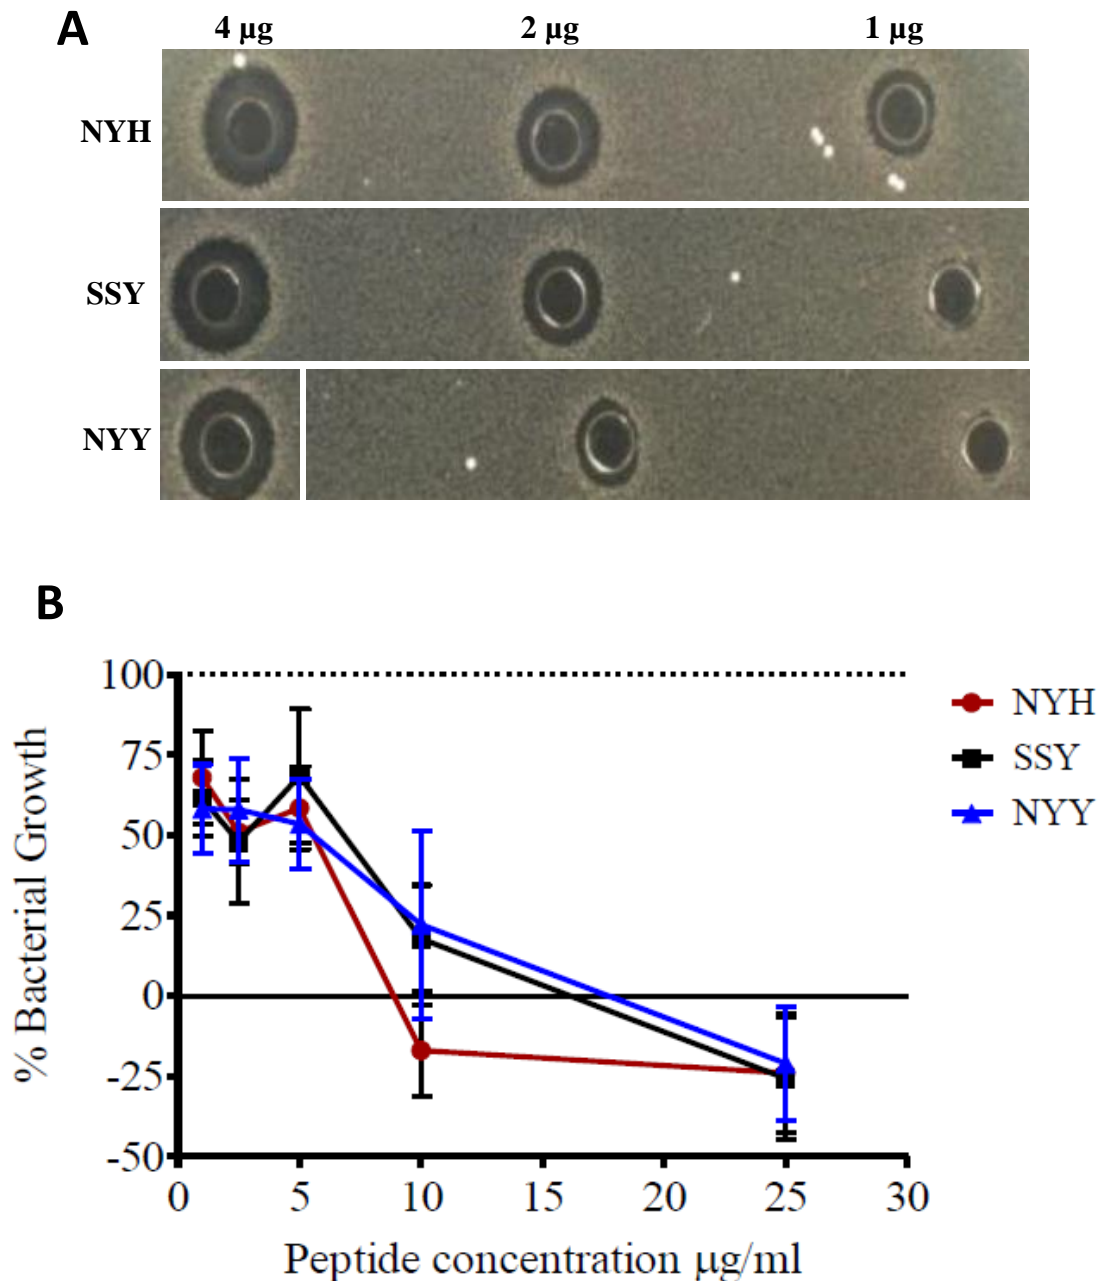 A
4 µg 2 µg 1 µg
NYH
SSY
NYY
B
100
75
50
25
0
-25
-50
% Bacterial Growth
0 5 10 15 20 25 30
Peptide concentration µg/ml
NYH
SSY
NYY